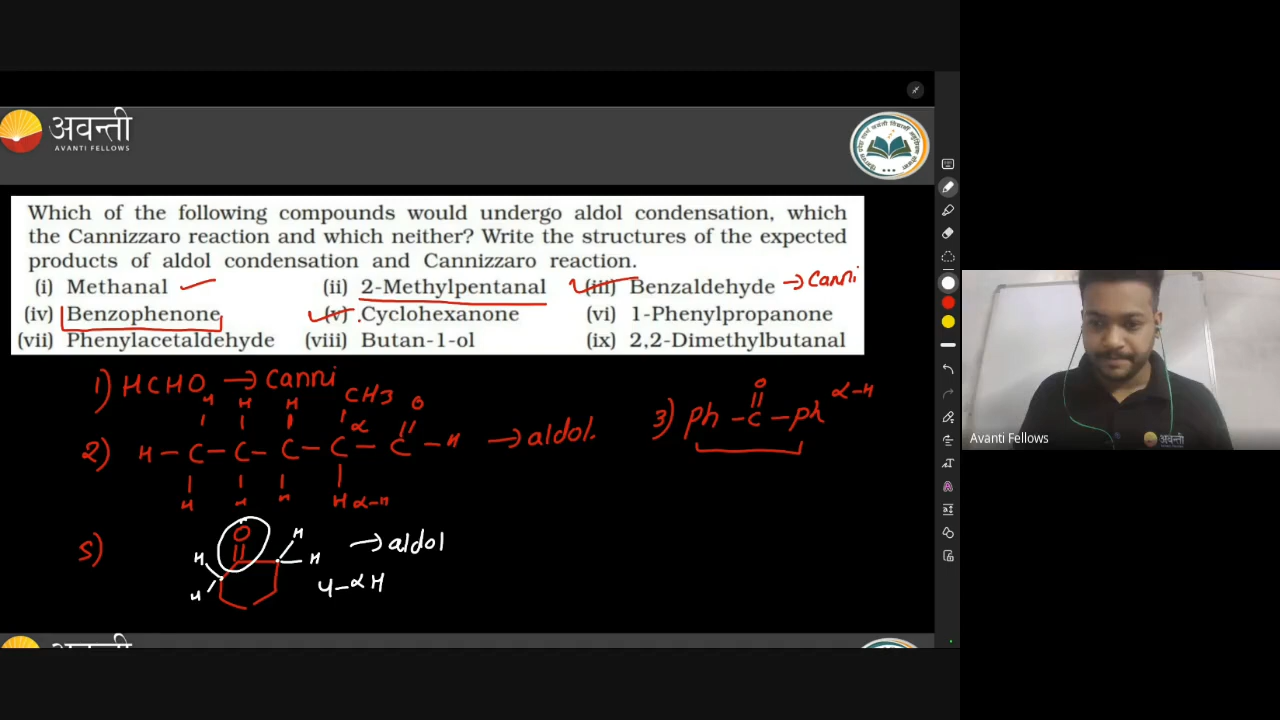 अवन्ती
AVANTI FELLOWS
Which of the following compounds would undergo aldol condensation, which
the Cannizzaro reaction and which neither? Write the structures of the expected
products of aldol condensation and Cannizzaro reaction.
(i) Methanal (ii) 2-Methylpentanal (iii) Benzaldehyde → Canni
(iv) Benzophenone (v) Cyclohexanone (vi) 1-Phenylpropanone
(vii) Phenylacetaldehyde (viii) Butan-1-ol (ix) 2,2-Dimethylbutanal
1) HCHO → Canni
CH3 O
H H H α
2) H – C – C – C – C – C – H → aldol.
H H H H α-H
3) Ph – C – Ph α-H
O
5)
O H
H H → aldol
H 4-αH
Avanti Fellows
अवन्ती